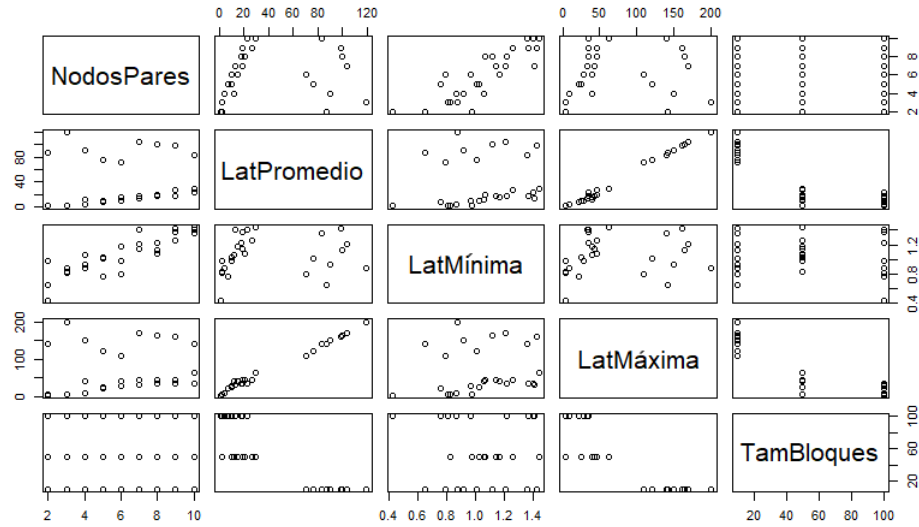 0 20 40 60 80 120
0 50 100 200
NodosPares
2 4 6 8 10
0 40 80
LatPromedio
LatMínima
0.4 0.8 1.2
0 100 200
LatMáxima
TamBloques
20 60 100
2 4 6 8 10
0.4 0.6 0.8 1.0 1.2 1.4
20 40 60 80 100